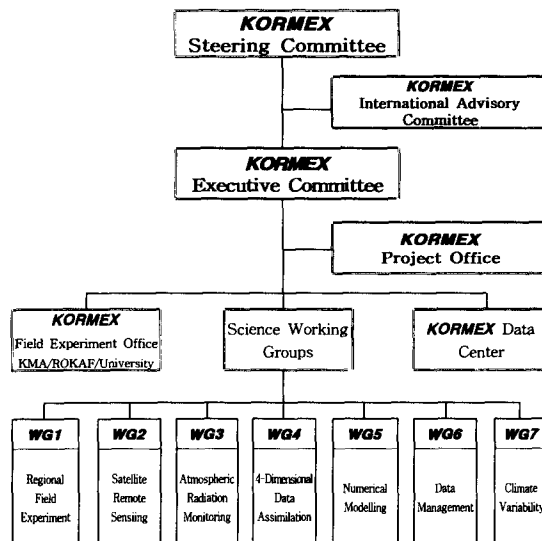 KORMEX
Steering Committee
KORMEX
International Advisory
Committee
KORMEX
Executive Committee
KORMEX
Project Office
KORMEX
Field Experiment Office
KMA/ROKAF/University
Science Working
Groups
KORMEX Data
Center
WG1
Regional
Field
Experiment
WG2
Satellite
Remote
Sensiing
WG3
Atmospheric
Radiation
Monitoring
WG4
4-Dimensional
Data
Assimilation
WG5
Numerical
Modelling
WG6
Data
Management
WG7
Climate
Variability